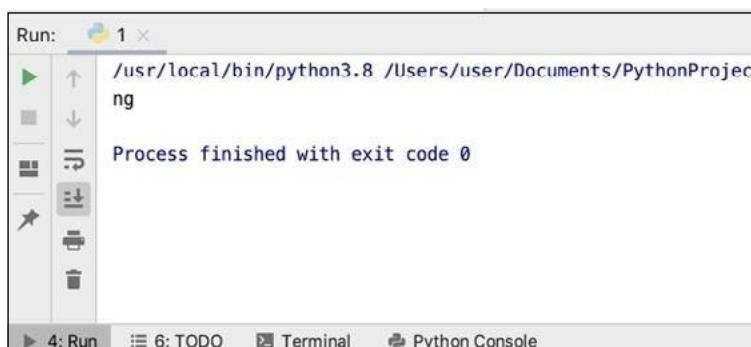 Run: 1
/usr/local/bin/python3.8 /Users/user/Documents/PythonProjec
ng
Process finished with exit code 0
4: Run 6: TODO Terminal Python Console